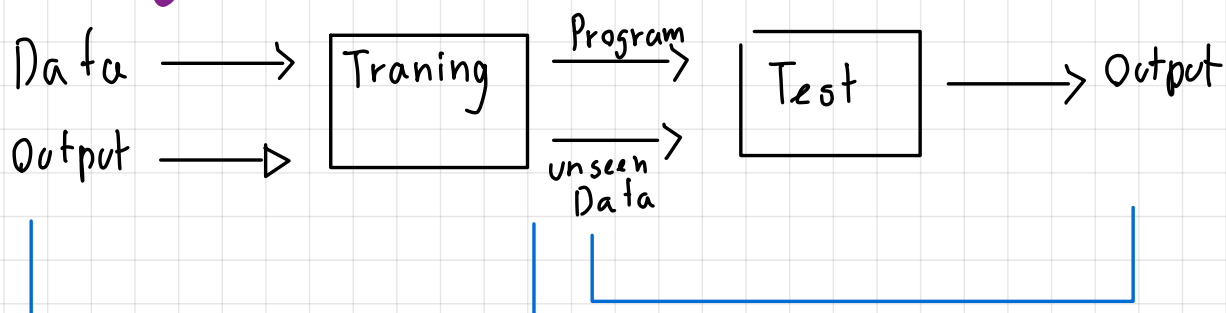 Data
Output
Traning
Program
unseen
Data
Test
Output